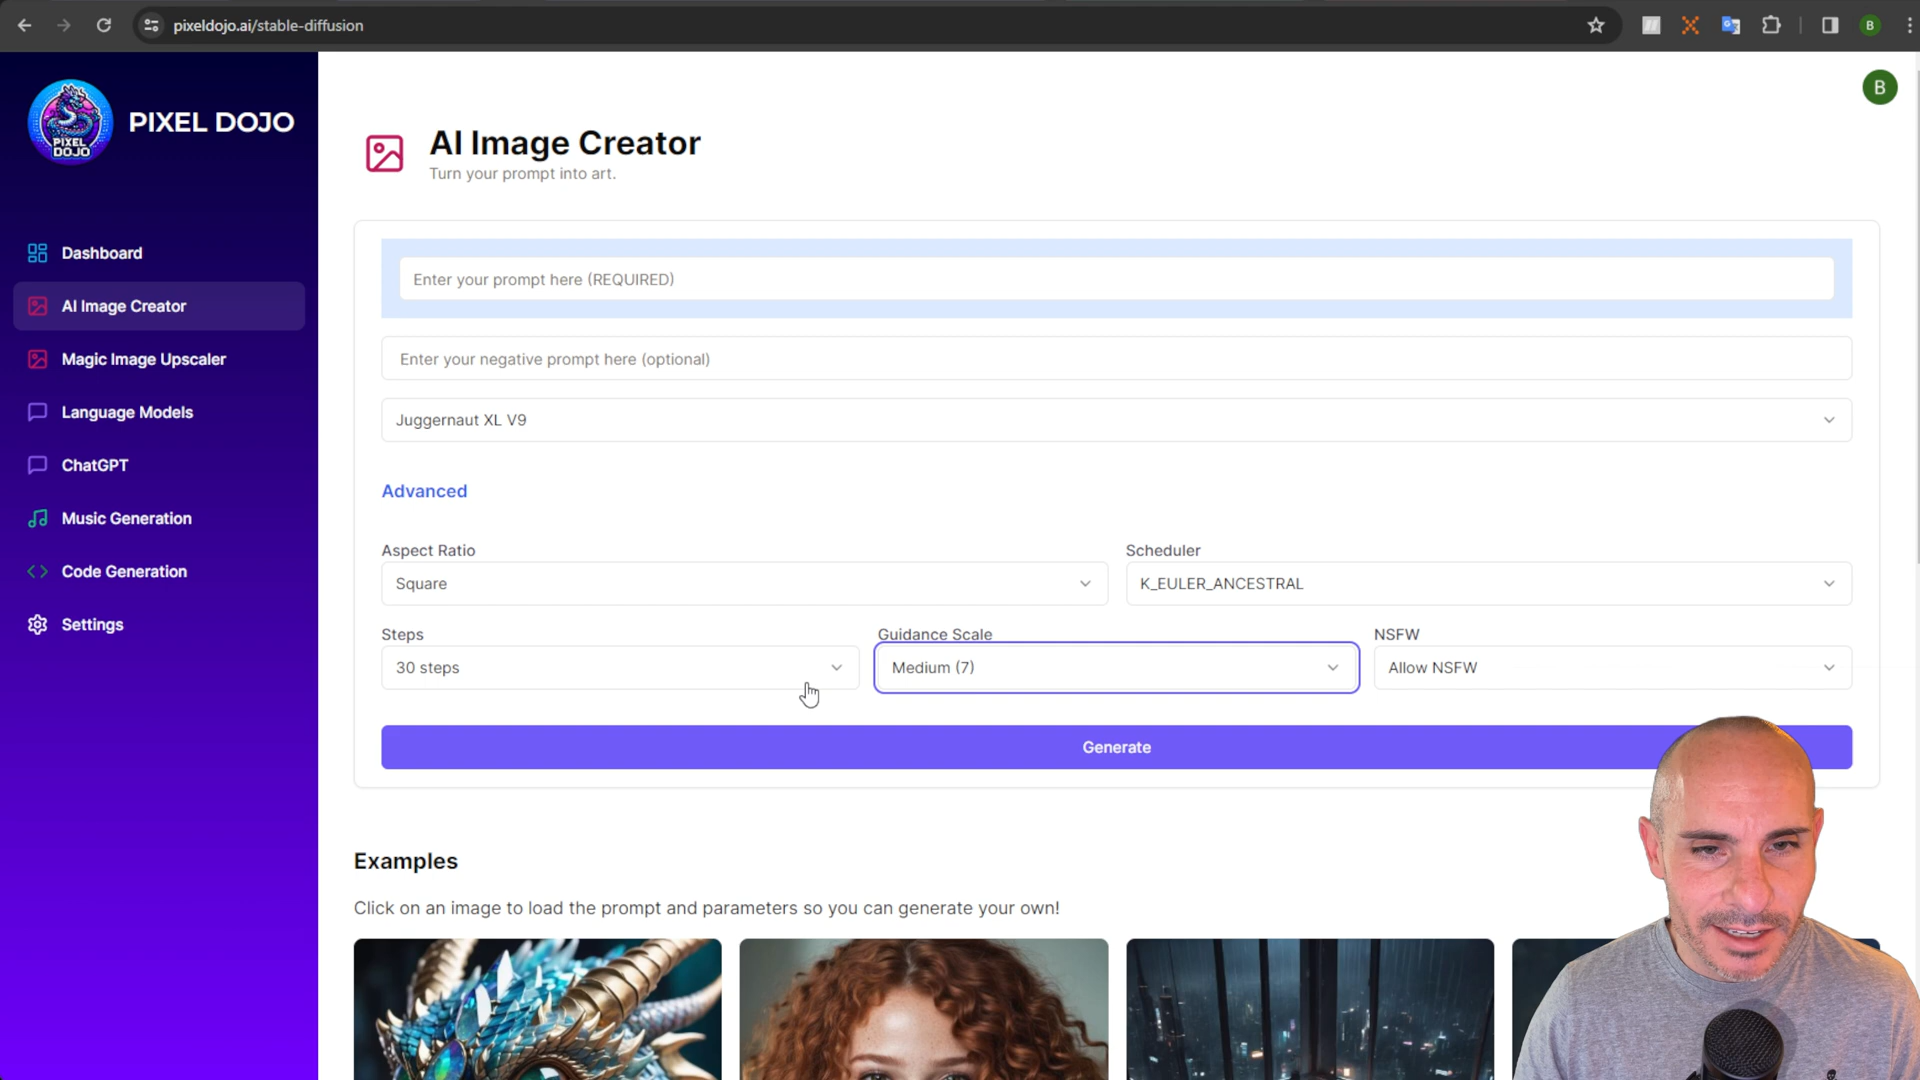 pixeldojo.ai/stable-diffusion
B
B
PIXEL DOJO
PIXEL DOJO
AI Image Creator
Turn your prompt into art.
Enter your prompt here (REQUIRED)
Enter your negative prompt here (optional)
Juggernaut XL V9
Advanced
Aspect Ratio
Scheduler
Square
K_EULER_ANCESTRAL
Steps
Guidance Scale
NSFW
30 steps
Medium (7)
Allow NSFW
Generate
Dashboard
AI Image Creator
Magic Image Upscaler
Language Models
ChatGPT
Music Generation
Code Generation
Settings
Examples
Click on an image to load the prompt and parameters so you can generate your own!